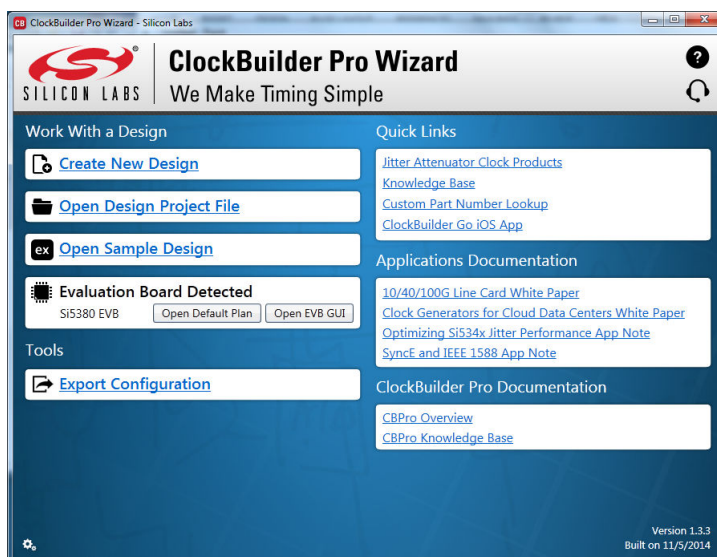 CB ClockBuilder Pro Wizard - Silicon Labs
SILICON LABS
ClockBuilder Pro Wizard
We Make Timing Simple
?
Work With a Design
Create New Design
Open Design Project File
ex Open Sample Design
Evaluation Board Detected
Si5380 EVB Open Default Plan Open EVB GUI
Tools
Export Configuration
Quick Links
Jitter Attenuator Clock Products
Knowledge Base
Custom Part Number Lookup
ClockBuilder Go iOS App
Applications Documentation
10/40/100G Line Card White Paper
Clock Generators for Cloud Data Centers White Paper
Optimizing Si534x Jitter Performance App Note
SyncE and IEEE 1588 App Note
ClockBuilder Pro Documentation
CBPro Overview
CBPro Knowledge Base
Version 1.3.3
Built on 11/5/2014